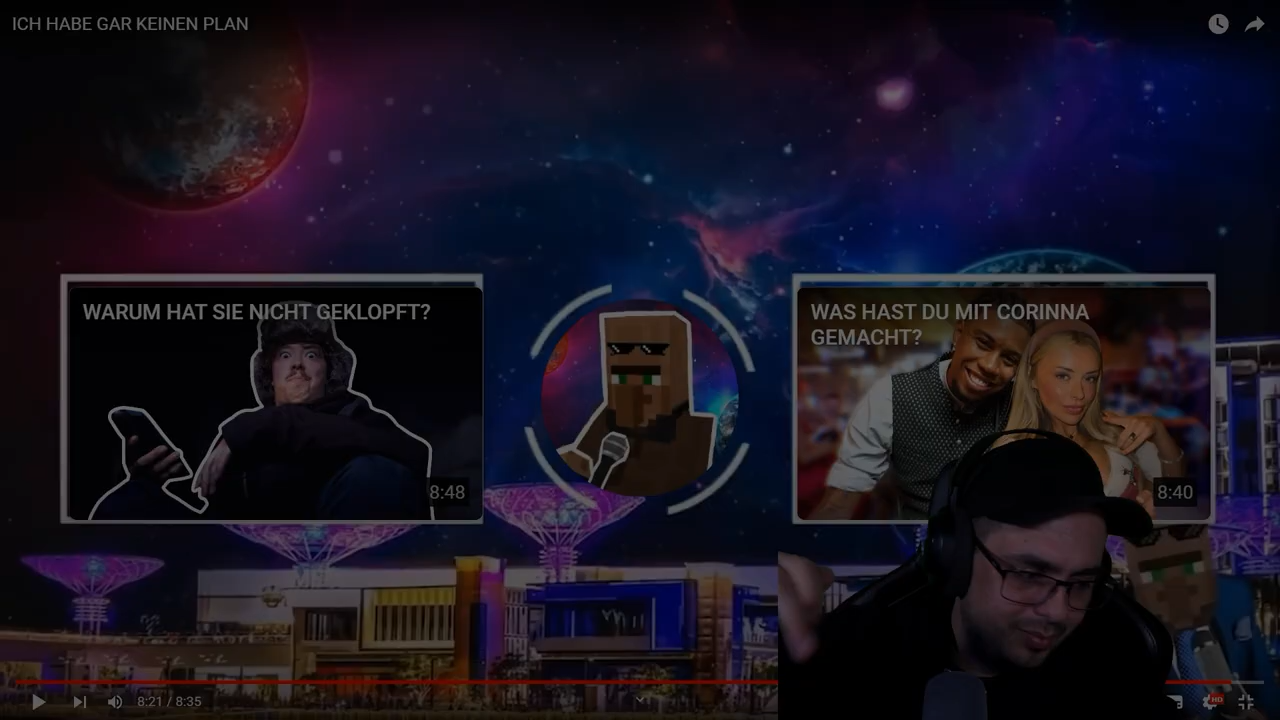 ICH HABE GAR KEINEN PLAN
WARUM HAT SIE NICHT GEKLOPFT?
8:48
WAS HAST DU MIT CORINNA
GEMACHT?
8:40
8:21 / 8:35
HD